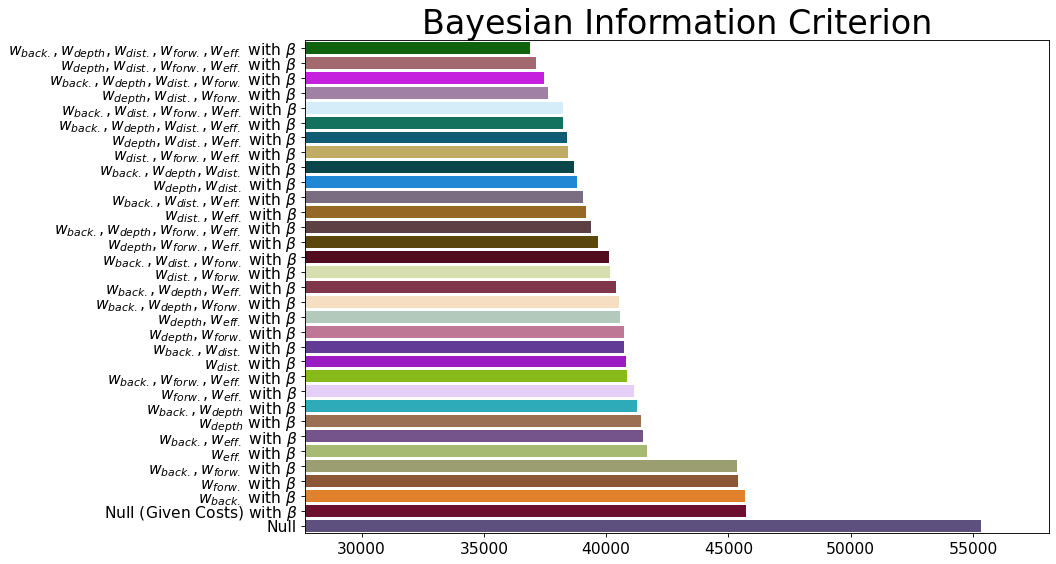 Bayesian Information Criterion
w_back., w_depth, w_dist., w_forw., w_eff. with β
w_depth, w_dist., w_forw., w_eff. with β
w_back., w_depth, w_dist., w_forw. with β
w_depth, w_dist., w_forw. with β
w_back., w_dist., w_forw., w_eff. with β
w_back., w_depth, w_dist., w_eff. with β
w_depth, w_dist., w_eff. with β
w_dist., w_forw., w_eff. with β
w_back., w_depth, w_dist. with β
w_depth, w_dist. with β
w_back., w_dist., w_eff. with β
w_dist., w_eff. with β
w_back., w_depth, w_forw., w_eff. with β
w_depth, w_forw., w_eff. with β
w_back., w_dist., w_forw. with β
w_dist., w_forw. with β
w_back., w_depth, w_eff. with β
w_back., w_depth, w_forw. with β
w_depth, w_eff. with β
w_depth, w_forw. with β
w_back., w_dist. with β
w_dist. with β
w_back., w_forw., w_eff. with β
w_forw., w_eff. with β
w_back., w_depth with β
w_depth with β
w_back., w_eff. with β
w_eff. with β
w_back., w_forw. with β
w_forw. with β
w_back. with β
Null (Given Costs) with β
Null
30000 35000 40000 45000 50000 55000